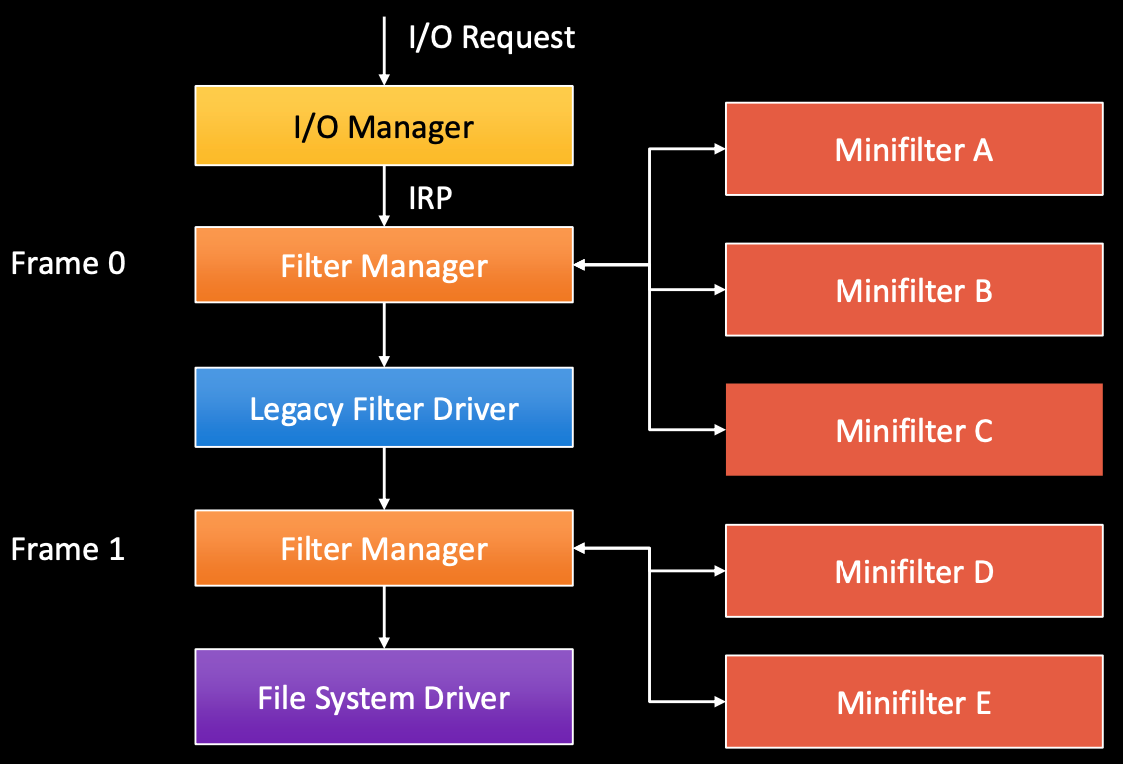 I/O Request
I/O Manager
Minifilter A
IRP
Frame 0
Filter Manager
Minifilter B
Legacy Filter Driver
Minifilter C
Frame 1
Filter Manager
Minifilter D
File System Driver
Minifilter E